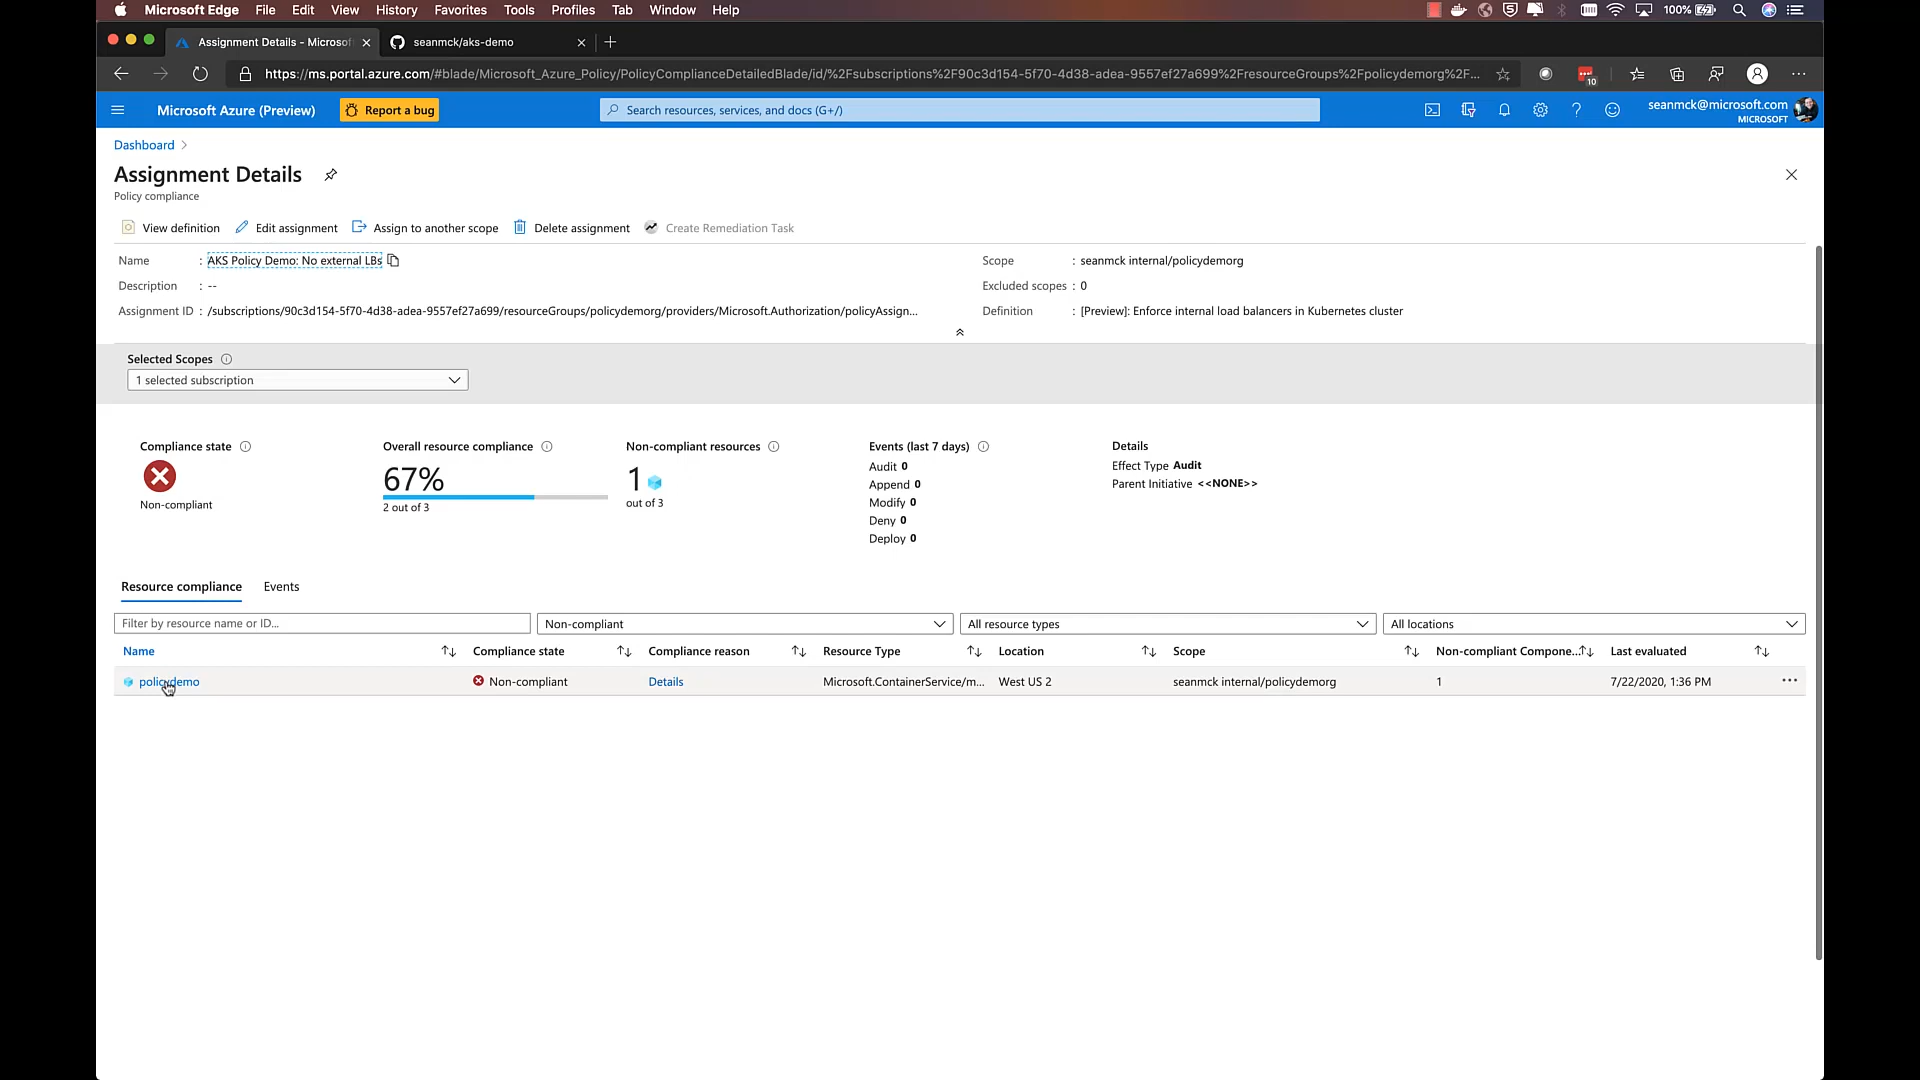 Microsoft Edge File Edit View History Favorites Tools Profiles Tab Window Help 100%
Assignment Details - Microsof seanmck/aks-demo
https://ms.portal.azure.com/#blade/Microsoft_Azure_Policy/PolicyComplianceDetailedBlade/id/%2Fsubscriptions%2F90c3d154-5f70-4d38-adea-9557ef27a699%2FresourceGroups%2Fpolicydemorg%2F... 10
Microsoft Azure (Preview) Report a bug Search resources, services, and docs (G+/) seanmck@microsoft.com
MICROSOFT
Dashboard >
Assignment Details
Policy compliance
View definition Edit assignment Assign to another scope Delete assignment Create Remediation Task
Name : AKS Policy Demo: No external LBs Scope : seanmck internal/policydemorg
Description : -- Excluded scopes : 0
Assignment ID : /subscriptions/90c3d154-5f70-4d38-adea-9557ef27a699/resourceGroups/policydemorg/providers/Microsoft.Authorization/policyAssign... Definition : [Preview]: Enforce internal load balancers in Kubernetes cluster
Selected Scopes
1 selected subscription
Compliance state Overall resource compliance Non-compliant resources Events (last 7 days) Details
Audit 0 Effect Type Audit
67% 1 Append 0 Parent Initiative <<NONE>>
Non-compliant 2 out of 3 out of 3 Modify 0
Deny 0
Deploy 0
Resource compliance Events
Filter by resource name or ID... Non-compliant All resource types All locations
Name Compliance state Compliance reason Resource Type Location Scope Non-compliant Compone... Last evaluated
policydemo Non-compliant Details Microsoft.ContainerService/m... West US 2 seanmck internal/policydemorg 1 7/22/2020, 1:36 PM ...